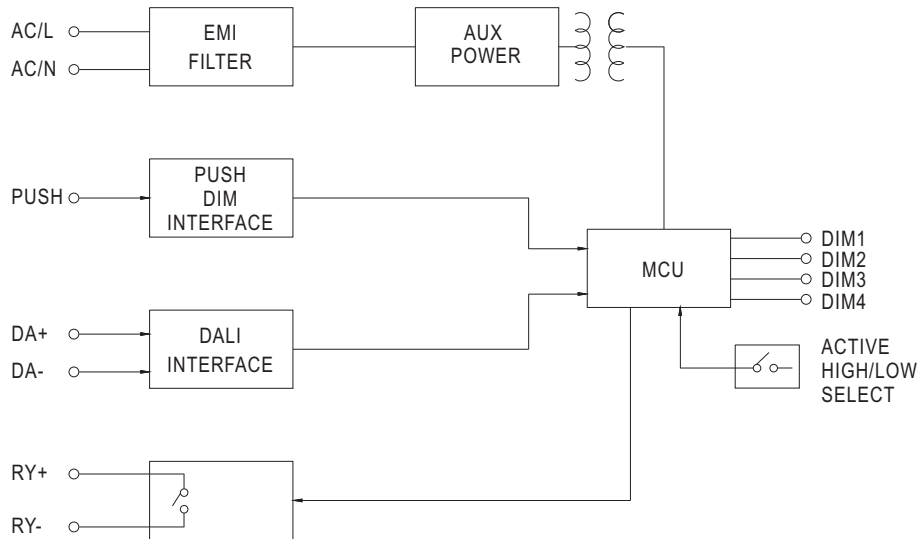 AC/L
AC/N
EMI
FILTER
AUX
POWER
PUSH
PUSH
DIM
INTERFACE
MCU
DIM1
DIM2
DIM3
DIM4
DA+
DA-
DALI
INTERFACE
ACTIVE
HIGH/LOW
SELECT
RY+
RY-